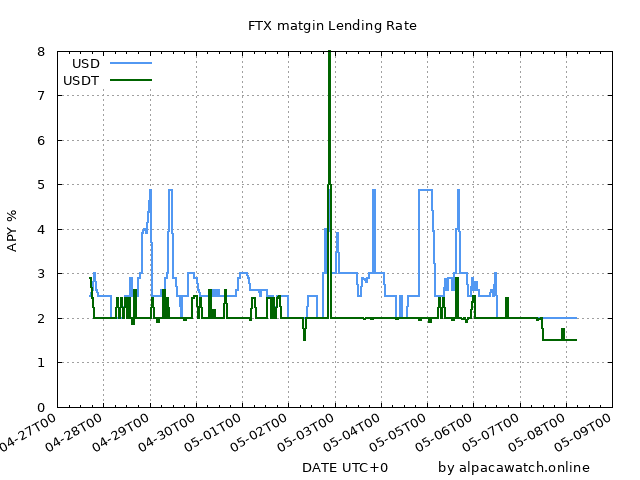 FTX matgin Lending Rate
8
USD
USDT
7
6
5
4
APY %
3
2
1
0
04-27T00
04-28T00
04-29T00
04-30T00
05-01T00
05-02T00
05-03T00
05-04T00
05-05T00
05-06T00
05-07T00
05-08T00
05-09T00
DATE UTC+0
by alpacawatch.online